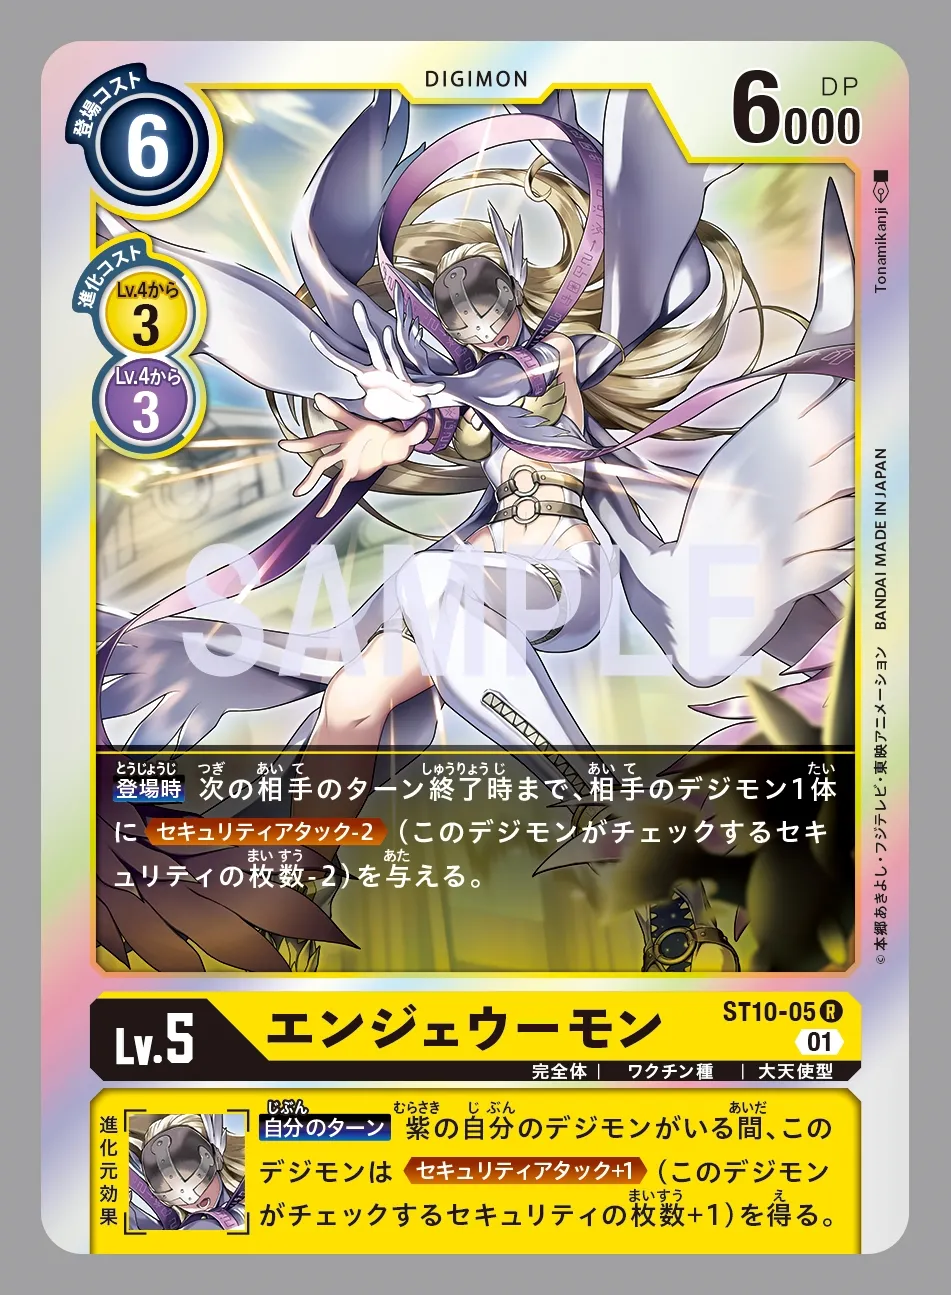 DIGIMON
登場コスト
6
DP
6000
進化コスト
Lv.4から
3
Lv.4から
3
Tonamikanji
BANDAI MADE IN JAPAN
©本郷あきよし・フジテレビ・東映アニメーション
SAMPLE
とうじょうじ つぎ あいて しゅうりょうじ あいて たい
登場時 次の相手のターン終了時まで、相手のデジモン1体
に セキュリティアタック-2 (このデジモンがチェックするセキ
まいすう あた
ュリティの枚数-2)を与える。
Lv.5
エンジェウーモン
ST10-05 R
01
完全体 | ワクチン種 | 大天使型
進化元効果
じぶん むらさき じぶん あいだ
自分のターン 紫の自分のデジモンがいる間、この
デジモンは セキュリティアタック+1 (このデジモン
まいすう え
がチェックするセキュリティの枚数+1)を得る。